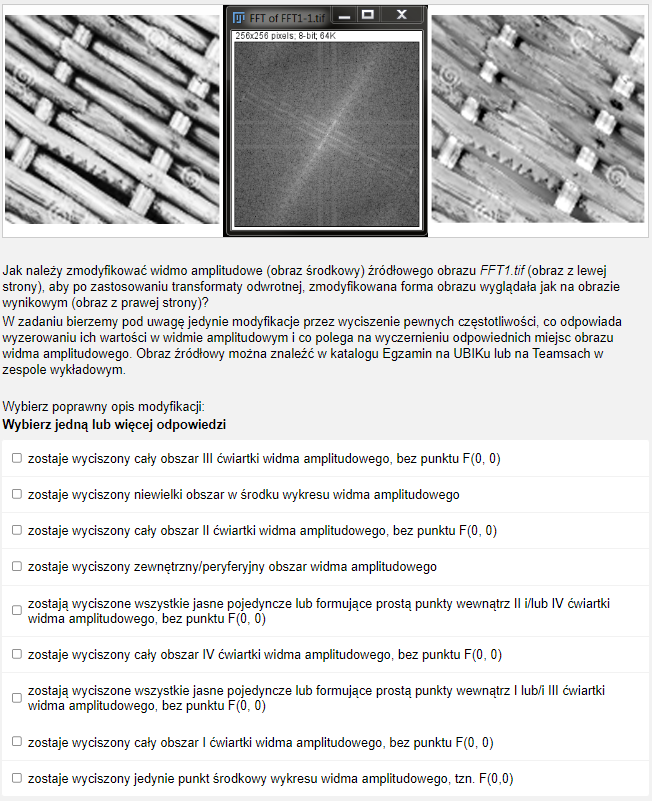 FFT of FFT1-1.tif
256x256 pixels; 8-bit; 64K
Jak należy zmodyfikować widmo amplitudowe (obraz środkowy) źródłowego obrazu FFT1.tif (obraz z lewej
strony), aby po zastosowaniu transformaty odwrotnej, zmodyfikowana forma obrazu wyglądała jak na obrazie
wynikowym (obraz z prawej strony)?
W zadaniu bierzemy pod uwagę jedynie modyfikacje przez wyciszenie pewnych częstotliwości, co odpowiada
wyzerowaniu ich wartości w widmie amplitudowym i co polega na wyczernieniu odpowiednich miejsc obrazu
widma amplitudowego. Obraz źródłowy można znaleźć w katalogu Egzamin na UBIKu lub na Teamsach w
zespole wykładowym.
Wybierz poprawny opis modyfikacji:
Wybierz jedną lub więcej odpowiedzi
zostaje wyciszony cały obszar III ćwiartki widma amplitudowego, bez punktu F(0, 0)
zostaje wyciszony niewielki obszar w środku wykresu widma amplitudowego
zostaje wyciszony cały obszar II ćwiartki widma amplitudowego, bez punktu F(0, 0)
zostaje wyciszony zewnętrzny/peryferyjny obszar widma amplitudowego
zostają wyciszone wszystkie jasne pojedyncze lub formujące prostą punkty wewnątrz II i/lub IV ćwiartki
widma amplitudowego, bez punktu F(0, 0)
zostaje wyciszony cały obszar IV ćwiartki widma amplitudowego, bez punktu F(0, 0)
zostają wyciszone wszystkie jasne pojedyncze lub formujące prostą punkty wewnątrz I lub/i III ćwiartki
widma amplitudowego, bez punktu F(0, 0)
zostaje wyciszony cały obszar I ćwiartki widma amplitudowego, bez punktu F(0, 0)
zostaje wyciszony jedynie punkt środkowy wykresu widma amplitudowego, tzn. F(0,0)